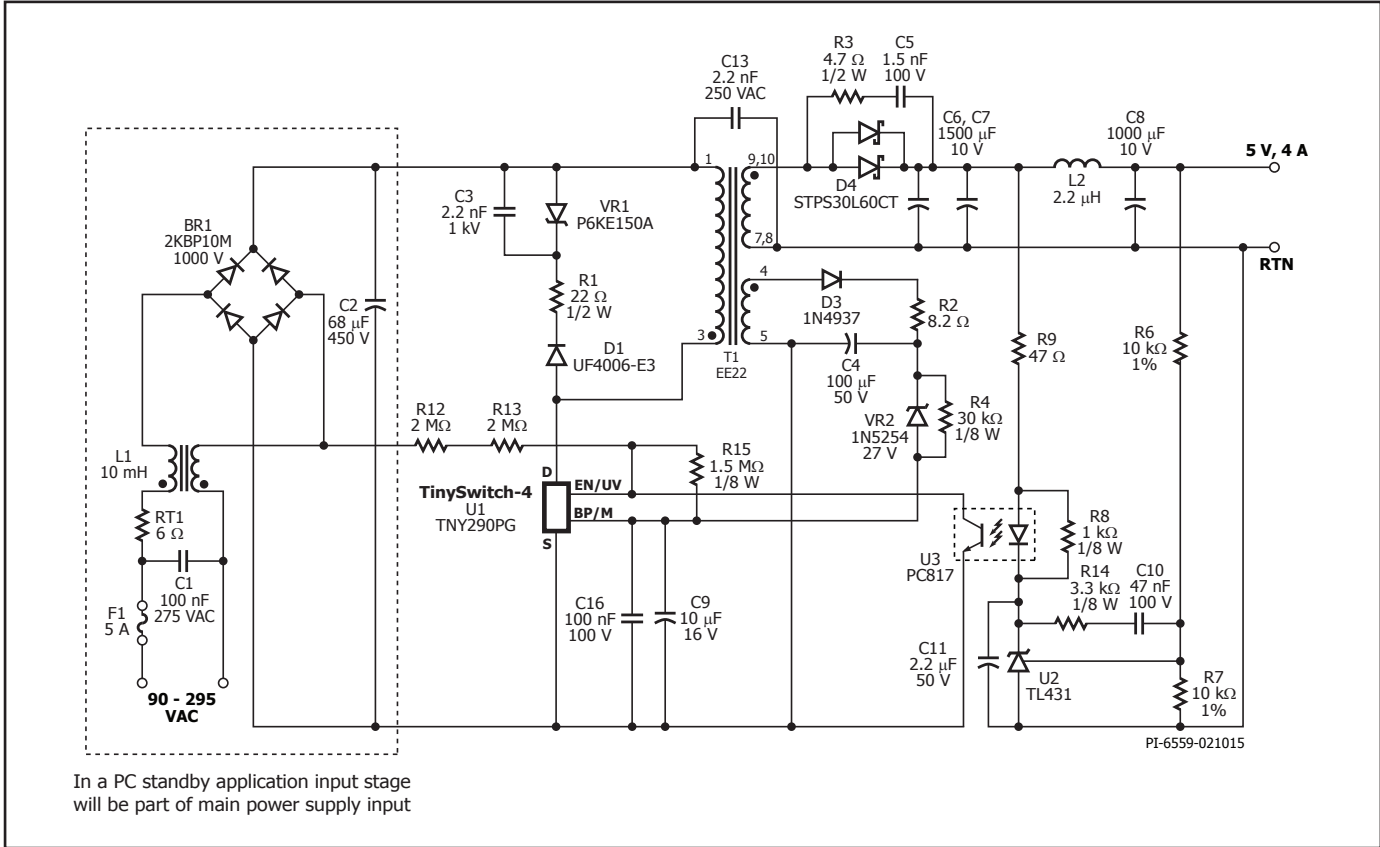 C13
2.2 nF
250 VAC
R3
4.7 Ω
1/2 W
C5
1.5 nF
100 V
C6, C7
1500 µF
10 V
C8
1000 µF
10 V
5 V, 4 A
RTN
1
3
9,10
7,8
4
5
T1
EE22
D4
STPS30L60CT
L2
2.2 µH
C3
2.2 nF
1 kV
VR1
P6KE150A
R1
22 Ω
1/2 W
D1
UF4006-E3
BR1
2KBP10M
1000 V
C2
68 µF
450 V
D3
1N4937
R2
8.2 Ω
C4
100 µF
50 V
VR2
1N5254
27 V
R4
30 kΩ
1/8 W
R9
47 Ω
R6
10 kΩ
1%
L1
10 mH
RT1
6 Ω
C1
100 nF
275 VAC
F1
5 A
90 - 295
VAC
R12
2 MΩ
R13
2 MΩ
R15
1.5 MΩ
1/8 W
TinySwitch-4
U1
TNY290PG
D
S
EN/UV
BP/M
C16
100 nF
100 V
C9
10 µF
16 V
U3
PC817
R8
1 kΩ
1/8 W
R14
3.3 kΩ
1/8 W
C10
47 nF
100 V
C11
2.2 µF
50 V
U2
TL431
R7
10 kΩ
1%
PI-6559-021015
In a PC standby application input stage
will be part of main power supply input